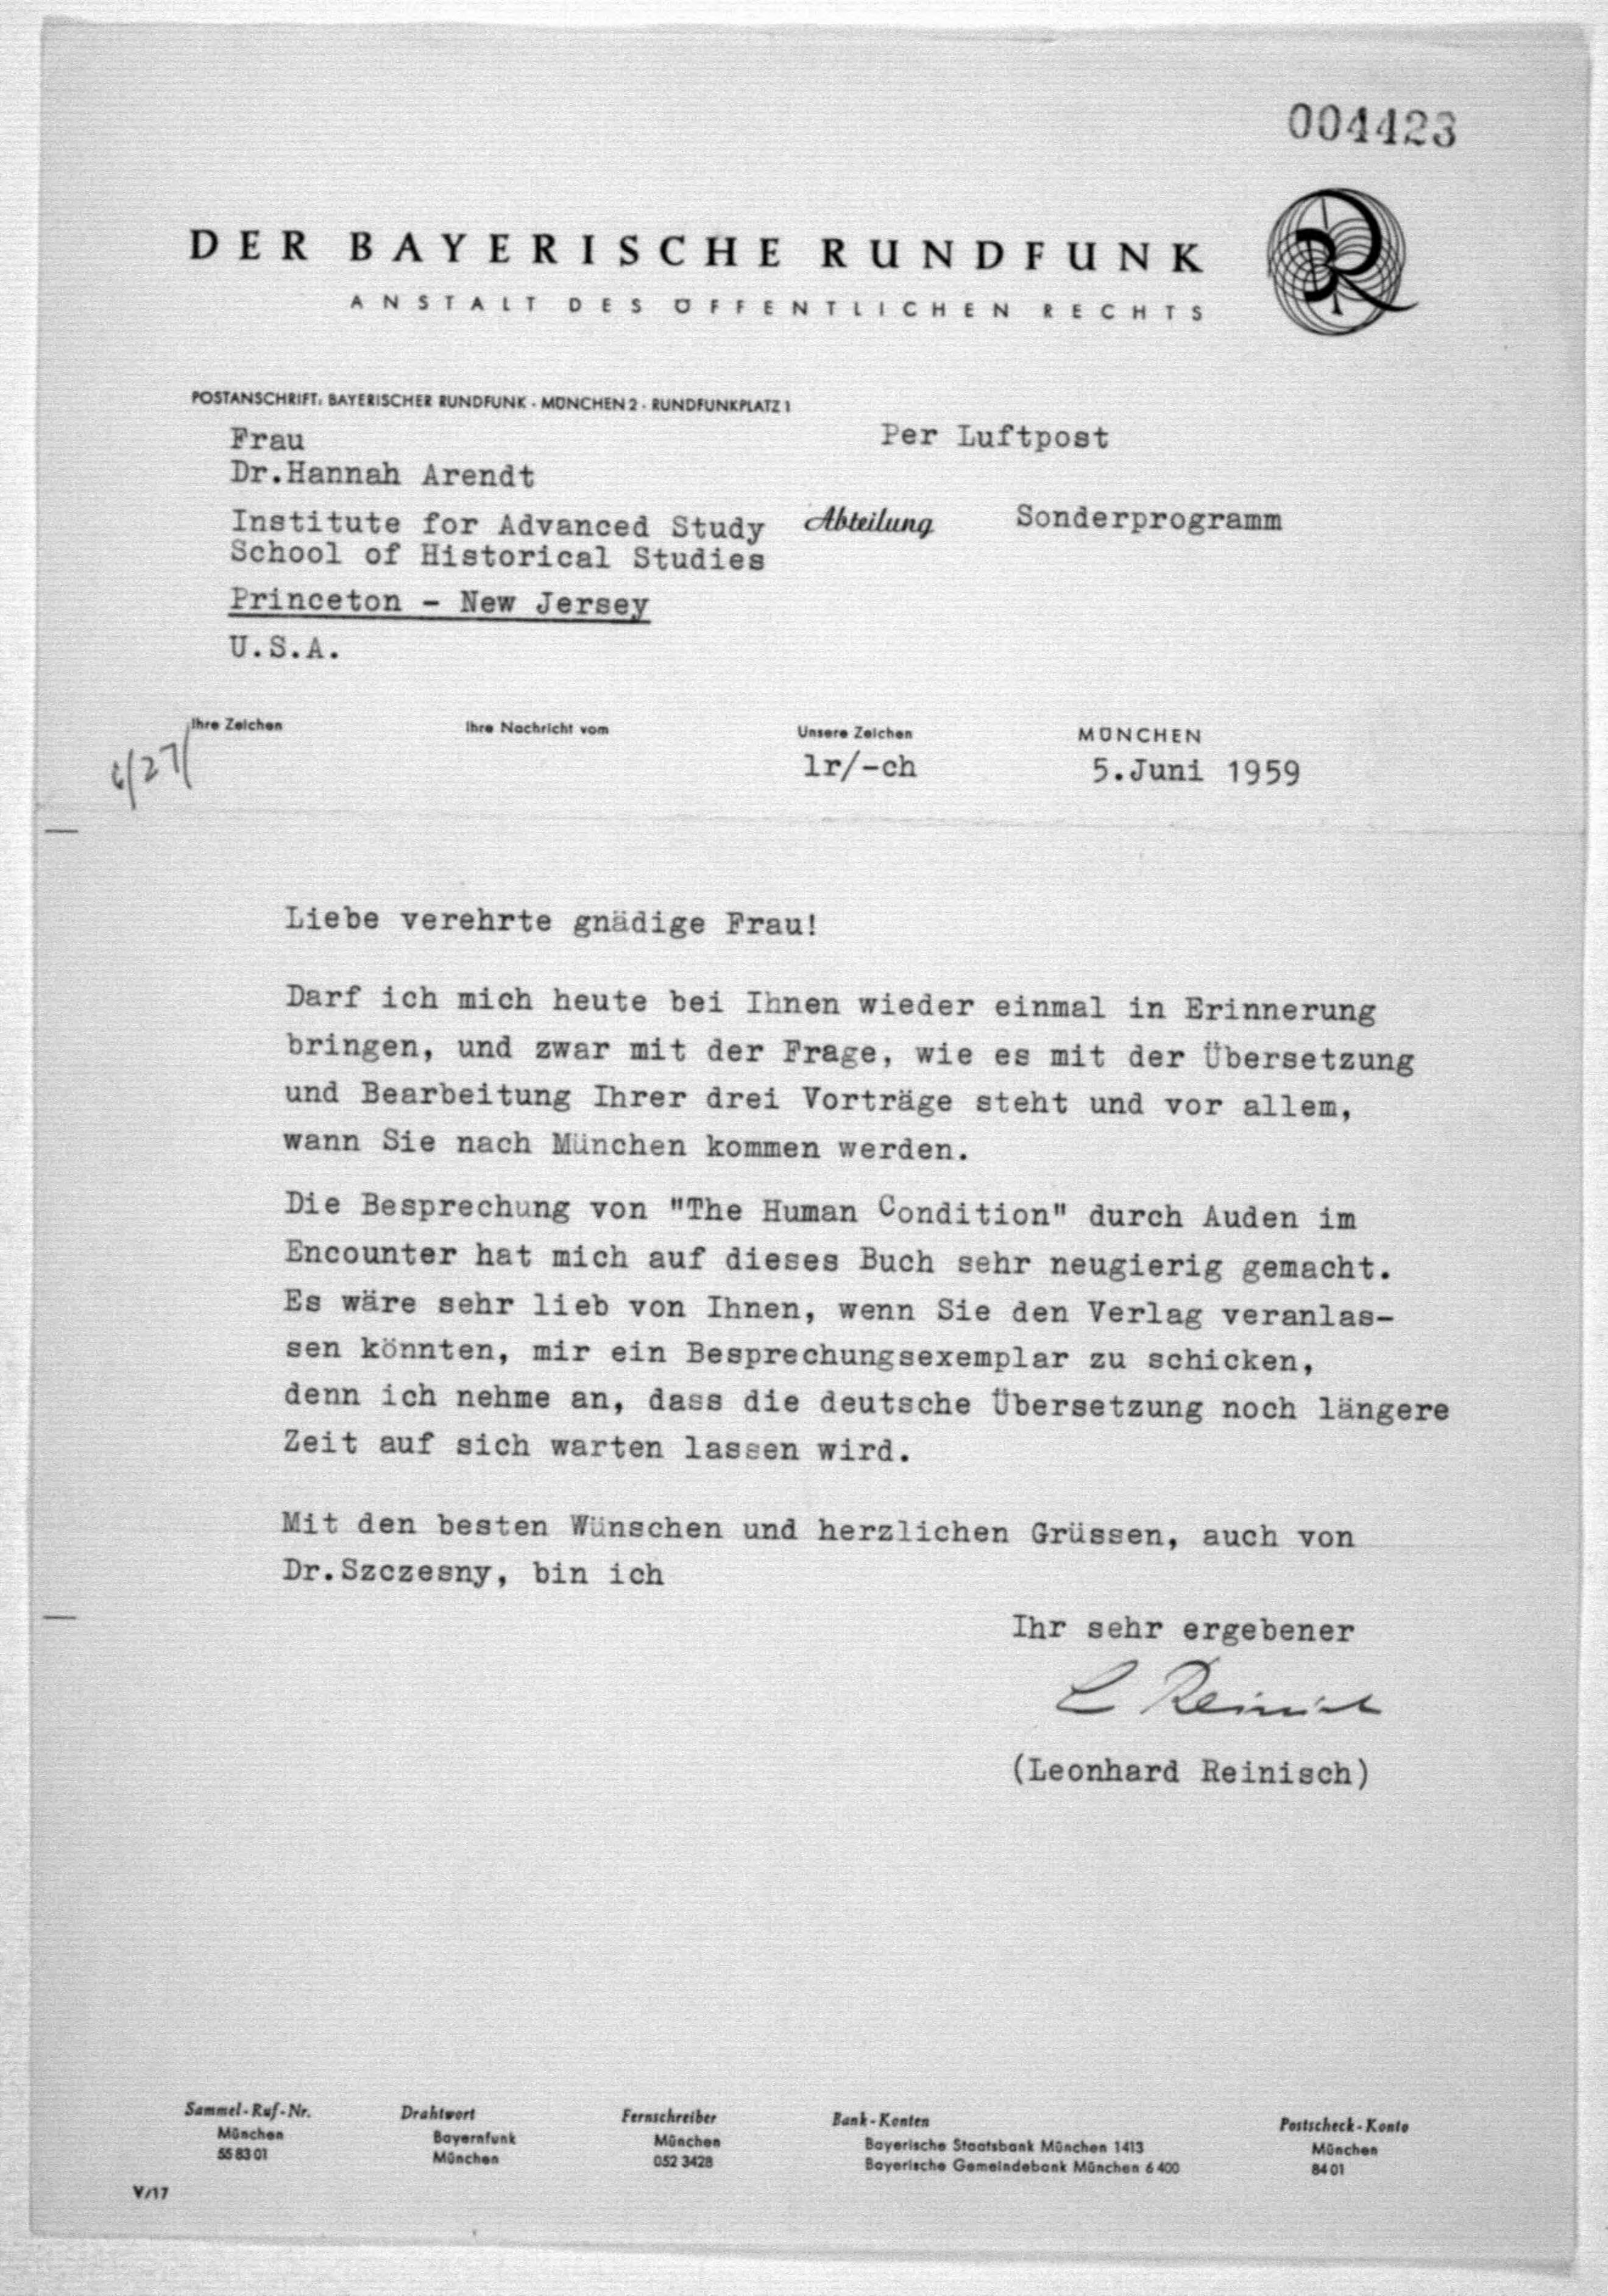 004423
DER BAYERISCHE RUNDFUNK
ANSTALT DES ÖFFENTLICHEN RECHTS
POSTANSCHRIFT: BAYERISCHER RUNDFUNK · MÜNCHEN 2 · RUNDFUNKPLATZ 1
Frau
Per Luftpost
Dr.Hannah Arendt
Institute for Advanced Study
Abteilung Sonderprogramm
School of Historical Studies
Princeton - New Jersey
U.S.A.
Ihre Zeichen Ihre Nachricht vom Unsere Zeichen MÜNCHEN
6/27/ lr/-ch 5.Juni 1959
Liebe verehrte gnädige Frau!
Darf ich mich heute bei Ihnen wieder einmal in Erinnerung
bringen, und zwar mit der Frage, wie es mit der Übersetzung
und Bearbeitung Ihrer drei Vorträge steht und vor allem,
wann Sie nach München kommen werden.
Die Besprechung von "The Human Condition" durch Auden im
Encounter hat mich auf dieses Buch sehr neugierig gemacht.
Es wäre sehr lieb von Ihnen, wenn Sie den Verlag veranlas-
sen könnten, mir ein Besprechungsexemplar zu schicken,
denn ich nehme an, dass die deutsche Übersetzung noch längere
Zeit auf sich warten lassen wird.
Mit den besten Wünschen und herzlichen Grüssen, auch von
Dr.Szczesny, bin ich
Ihr sehr ergebener
L Reinisch
(Leonhard Reinisch)
Sammel-Ruf-Nr. Drahtwort Fernschreiber Bank-Konten Postscheck-Konto
München Bayernfunk München Bayerische Staatsbank München 1413 München
55 83 01 München 052 3428 Bayerische Gemeindebank München 6 400 84 01
V/17